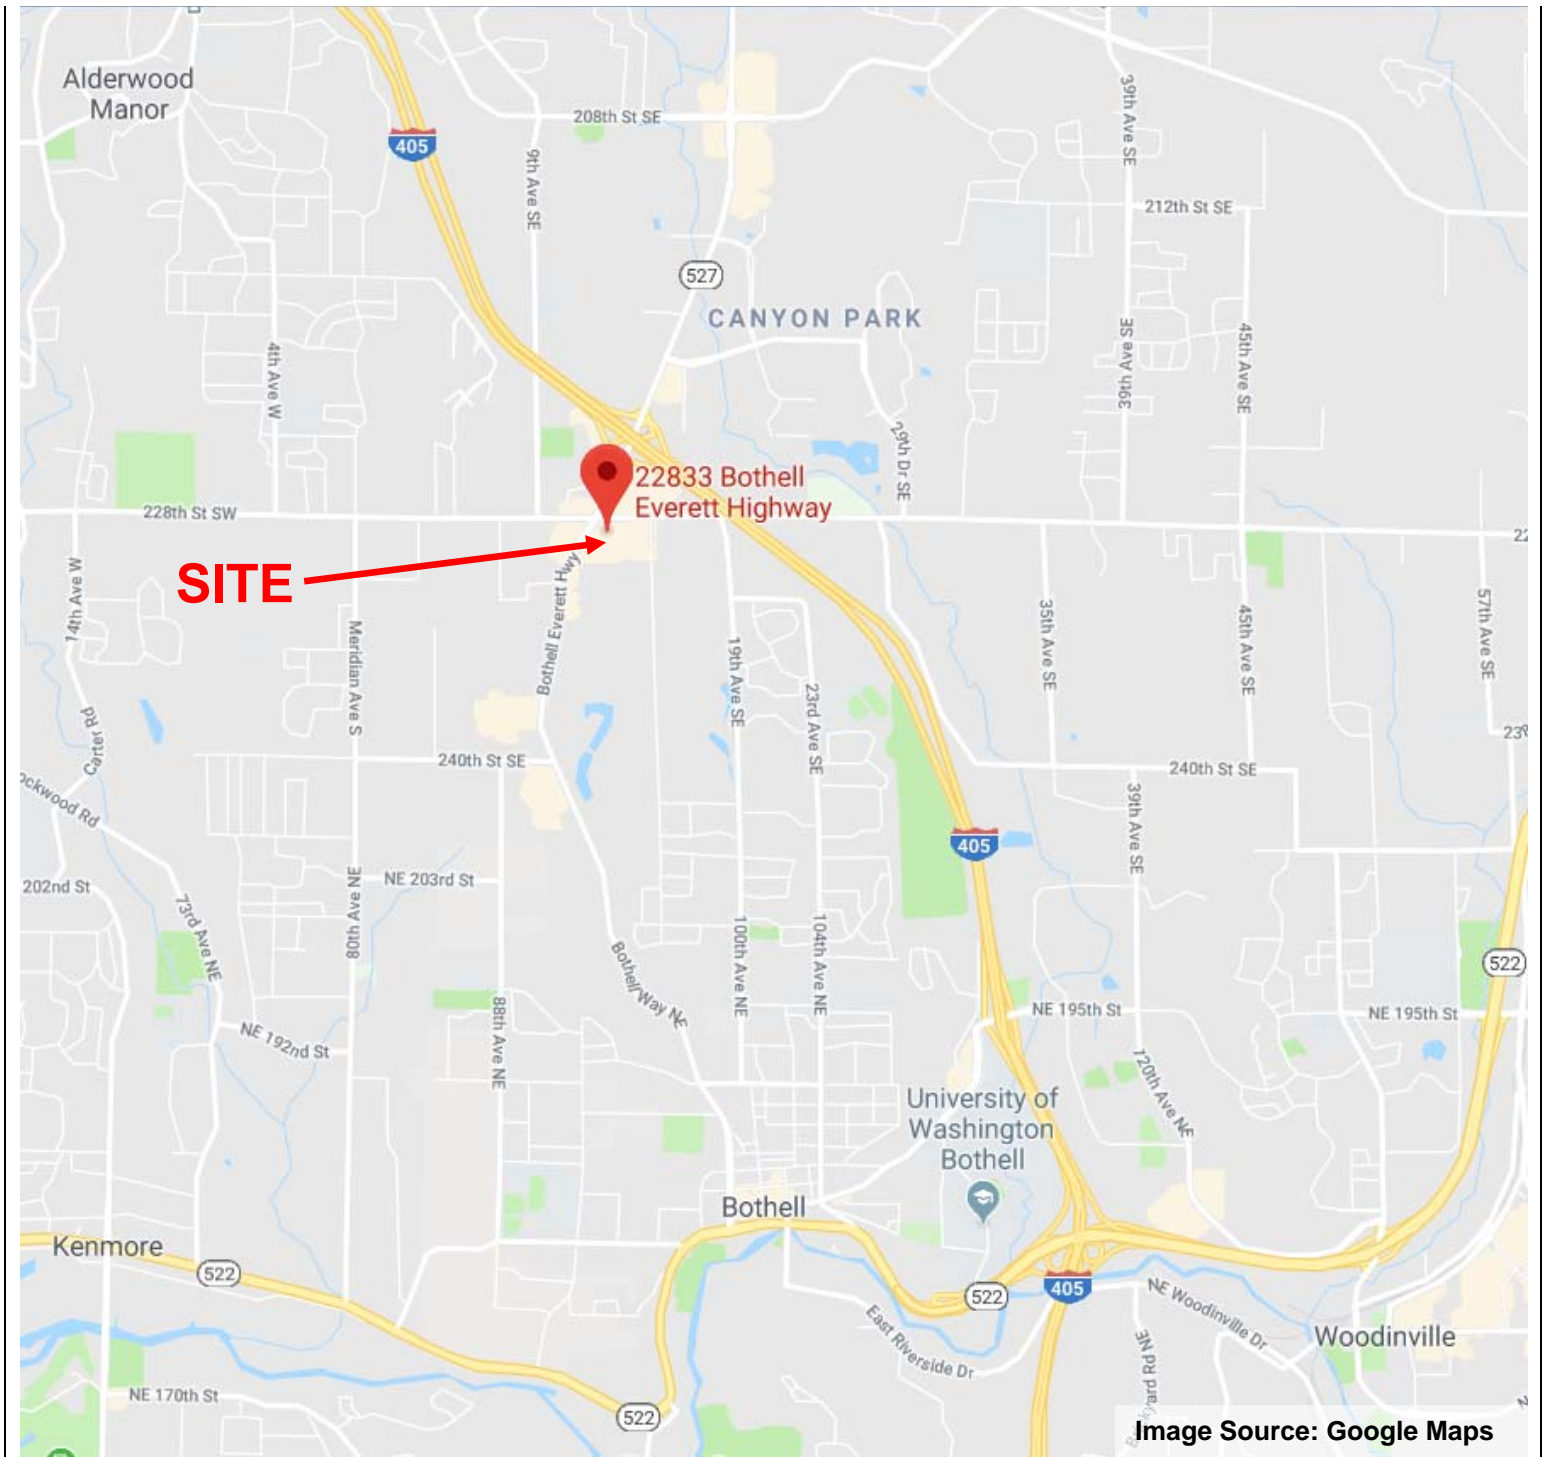 Alderwood
Manor
405
208th St SE
39th Ave SE
9th Ave SE
212th St SE
527
CANYON PARK
4th Ave W
39th Ave SE
45th Ave SE
29th Dr SE
22833 Bothell
Everett Highway
228th St SW
SITE
14th Ave W
Bothell Everett Hwy
Meridian Ave S
19th Ave SE
23rd Ave SE
35th Ave SE
45th Ave SE
57th Ave SE
Carter Rd
240th St SE
240th St SE
39th Ave SE
405
202nd St
73rd Ave NE
80th Ave NE
NE 203rd St
100th Ave NE
104th Ave NE
Bothell Way NE
522
88th Ave NE
NE 192nd St
NE 195th St
NE 195th St
120th Ave NE
University of
Washington
Bothell
Bothell
Kenmore
522
522
405
NE Woodinville Dr
East Riverside Dr
Woodinville
NE 170th St
522
Image Source: Google Maps